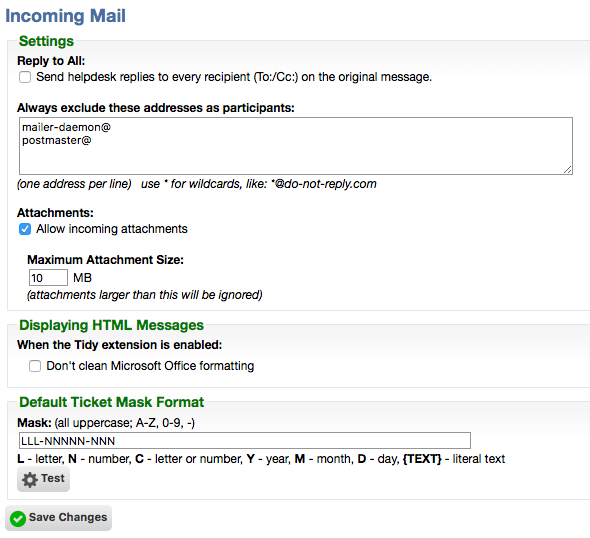 Incoming Mail
Settings
Reply to All:
Send helpdesk replies to every recipient (To:/Cc:) on the original message.
Always exclude these addresses as participants:
mailer-daemon@
postmaster@
(one address per line)   use * for wildcards, like: *@do-not-reply.com
Attachments:
Allow incoming attachments
Maximum Attachment Size:
10 MB
(attachments larger than this will be ignored)
Displaying HTML Messages
When the Tidy extension is enabled:
Don't clean Microsoft Office formatting
Default Ticket Mask Format
Mask: (all uppercase; A-Z, 0-9, -)
LLL-NNNNN-NNN
L - letter, N - number, C - letter or number, Y - year, M - month, D - day, {TEXT} - literal text
Test
Save Changes